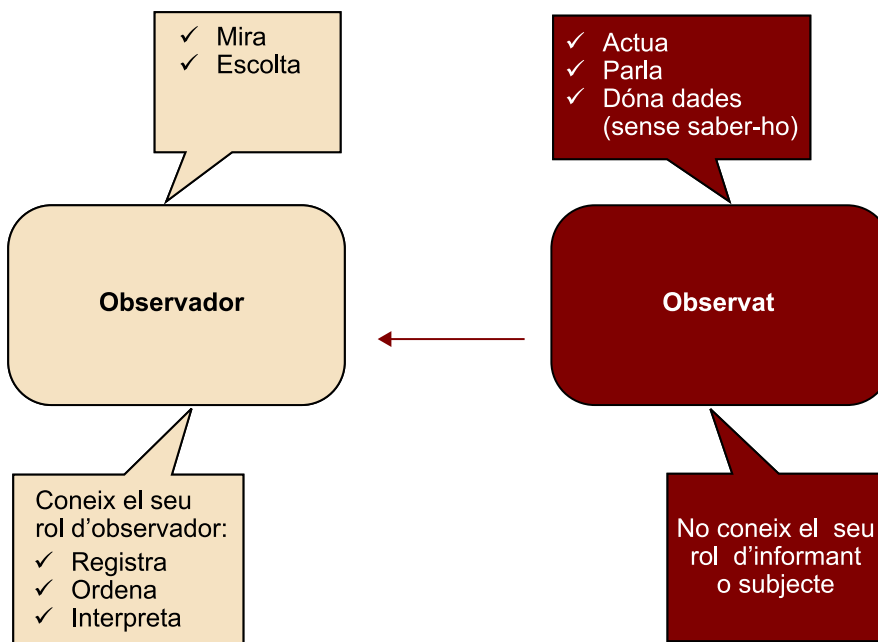 ✓ Mira
✓ Escolta
✓ Actua
✓ Parla
✓ Dóna dades
(sense saber-ho)
Observador
Observat
Coneix el seu
rol d’observador:
✓ Registra
✓ Ordena
✓ Interpreta
No coneix el seu
rol d’informant
o subjecte